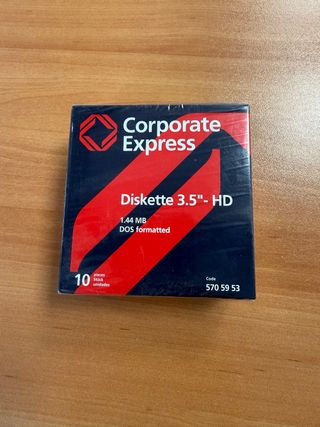 Corporate
Express
Diskette 3.5"- HD
1.44 MB
DOS formatted
10 pieces
Stück
unidades
Code
570 59 53